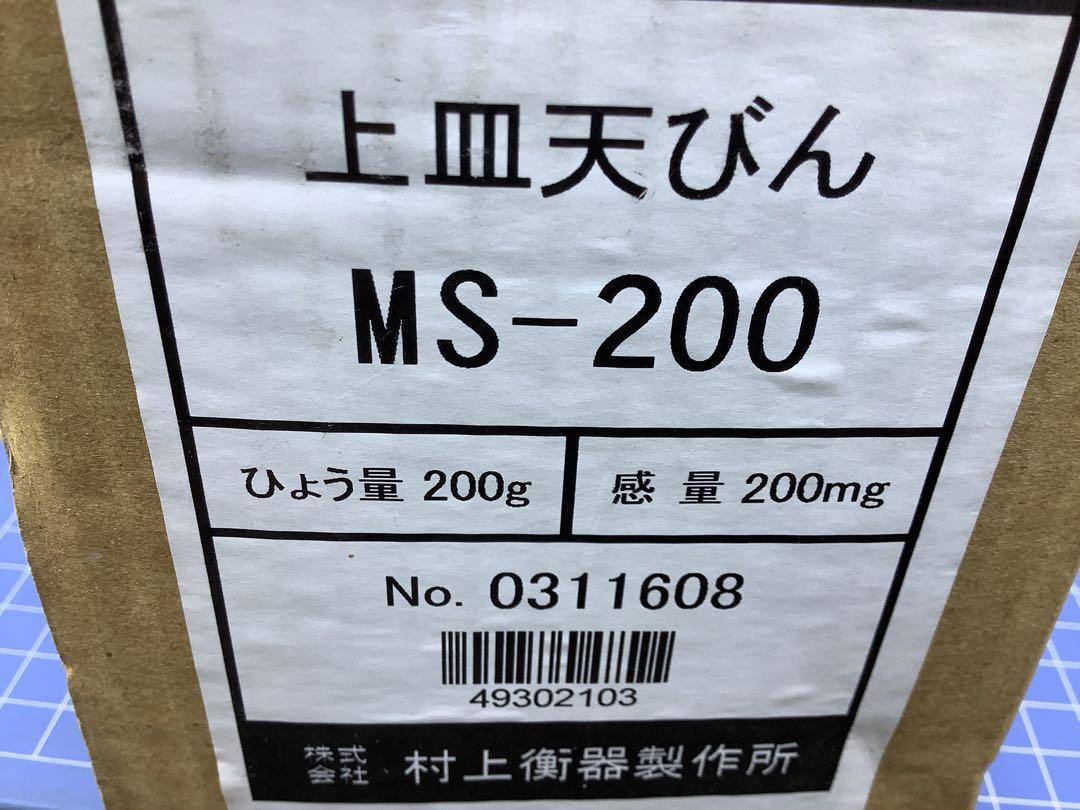 上皿天びん
MS-200
ひょう量 200g
感 量 200mg
No. 0311608
49302103
株式会社 村上衡器製作所